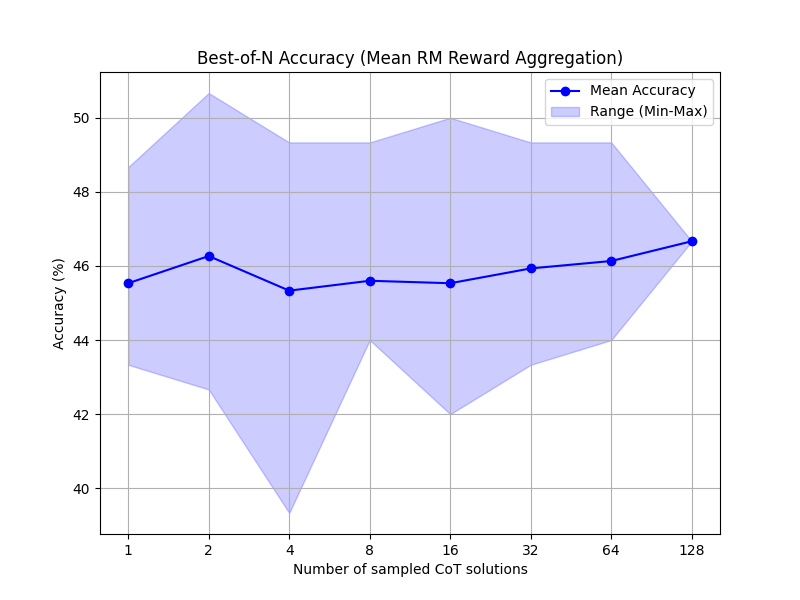 Best-of-N Accuracy (Mean RM Reward Aggregation)
Mean Accuracy
Range (Min-Max)
Accuracy (%)
50
48
46
44
42
40
1 2 4 8 16 32 64 128
Number of sampled CoT solutions